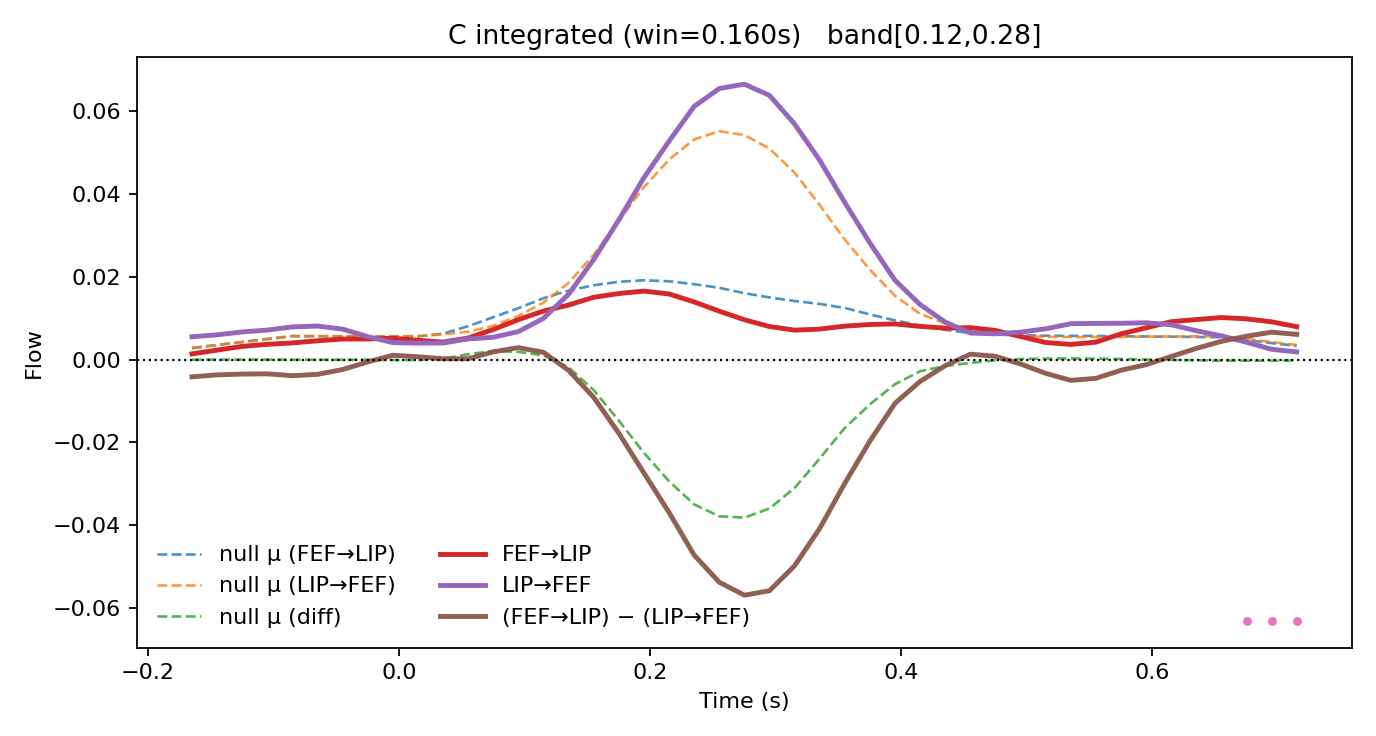 C integrated (win=0.160s)   band[0.12,0.28]
Flow
0.06
0.04
0.02
0.00
−0.02
−0.04
−0.06
null μ (FEF→LIP)
null μ (LIP→FEF)
null μ (diff)
FEF→LIP
LIP→FEF
(FEF→LIP) − (LIP→FEF)
−0.2
0.0
0.2
0.4
0.6
Time (s)